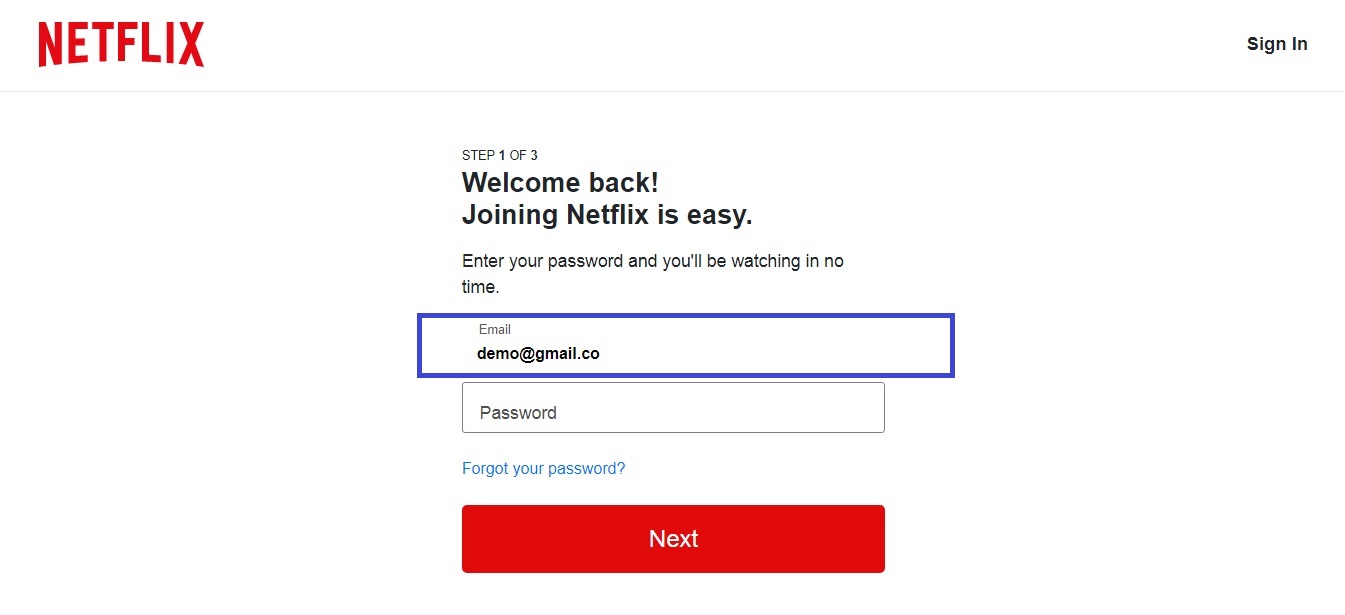 NETFLIX
Sign In
STEP 1 OF 3
Welcome back!
Joining Netflix is easy.
Enter your password and you'll be watching in no
time.
Email
demo@gmail.co
Password
Forgot your password?
Next